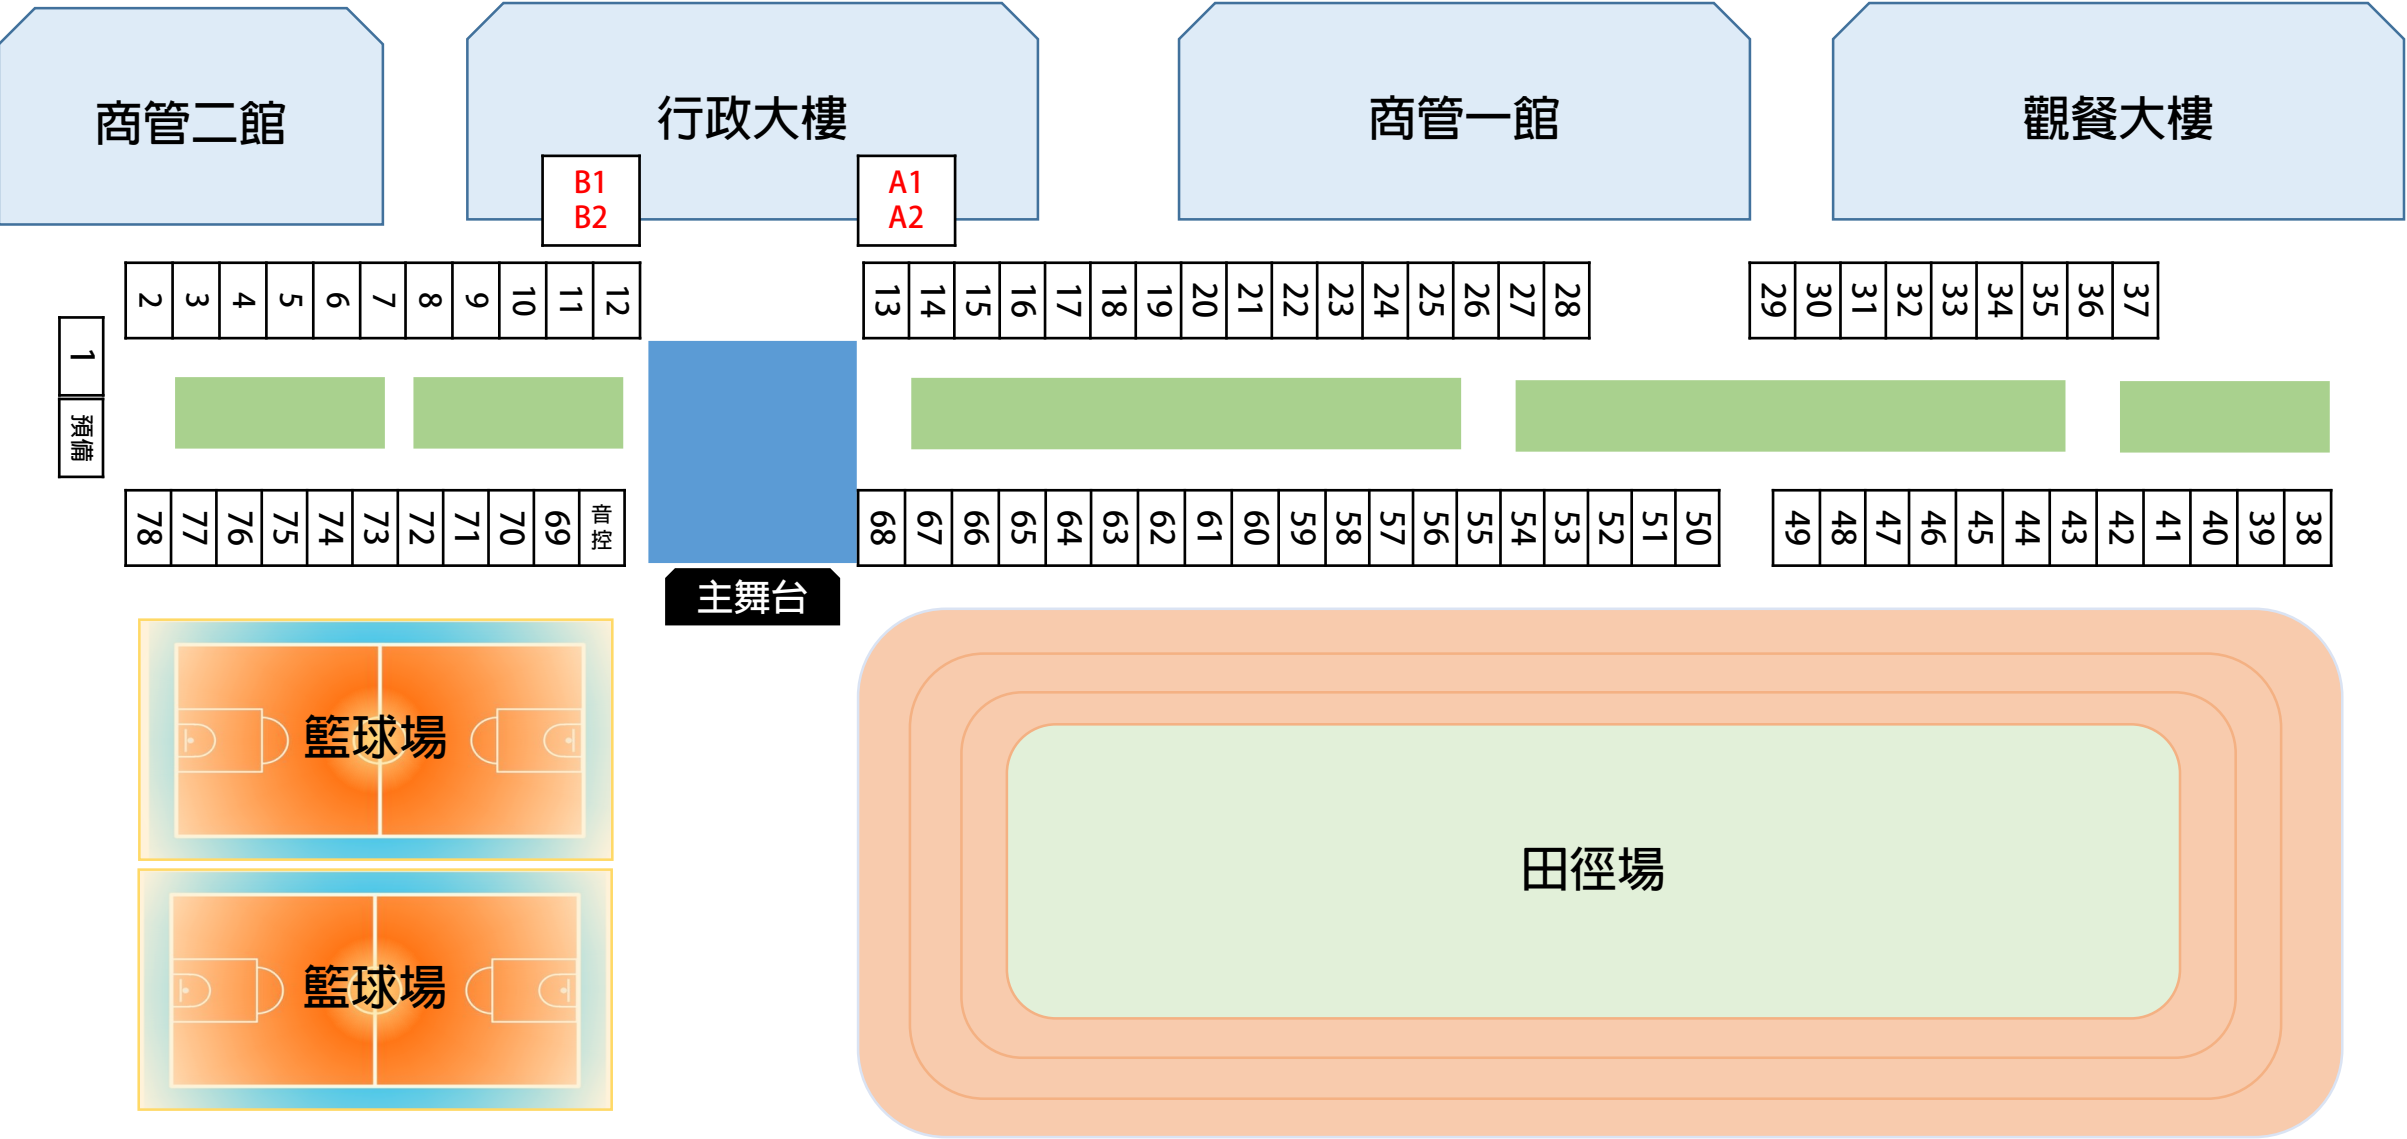 商管二館
行政大樓
商管一館
觀餐大樓
B1
B2
A1
A2
2 3 4 5 6 7 8 9 10 11 12
13 14 15 16 17 18 19 20 21 22 23 24 25 26 27 28
29 30 31 32 33 34 35 36 37
1
預備
78 77 76 75 74 73 72 71 70 69 音控
68 67 66 65 64 63 62 61 60 59 58 57 56 55 54 53 52 51 50
49 48 47 46 45 44 43 42 41 40 39 38
主舞台
籃球場
田徑場
籃球場